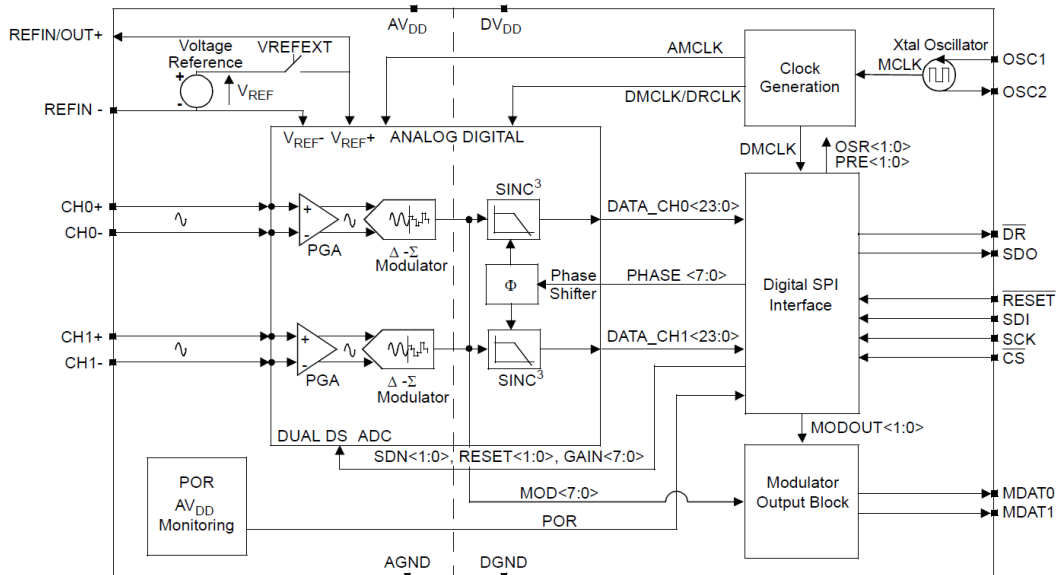 AVDD
DVDD
REFIN/OUT+
Voltage
Reference
VREFEXT
+
-
VREF
REFIN -
AMCLK
DMCLK/DRCLK
Clock
Generation
Xtal Oscillator
MCLK
OSC1
OSC2
VREF- VREF+
ANALOG DIGITAL
DMCLK
OSR<1:0>
PRE<1:0>
CH0+
CH0-
+
-
PGA
Δ -Σ
Modulator
SINC3
DATA_CH0<23:0>
Φ
Phase
Shifter
PHASE <7:0>
Digital SPI
Interface
DR
SDO
RESET
SDI
SCK
CS
CH1+
CH1-
+
-
PGA
Δ -Σ
Modulator
SINC3
DATA_CH1<23:0>
DUAL DS ADC
SDN<1:0>, RESET<1:0>, GAIN<7:0>
MODOUT<1:0>
POR
AVDD
Monitoring
MOD<7:0>
POR
Modulator
Output Block
MDAT0
MDAT1
AGND
DGND